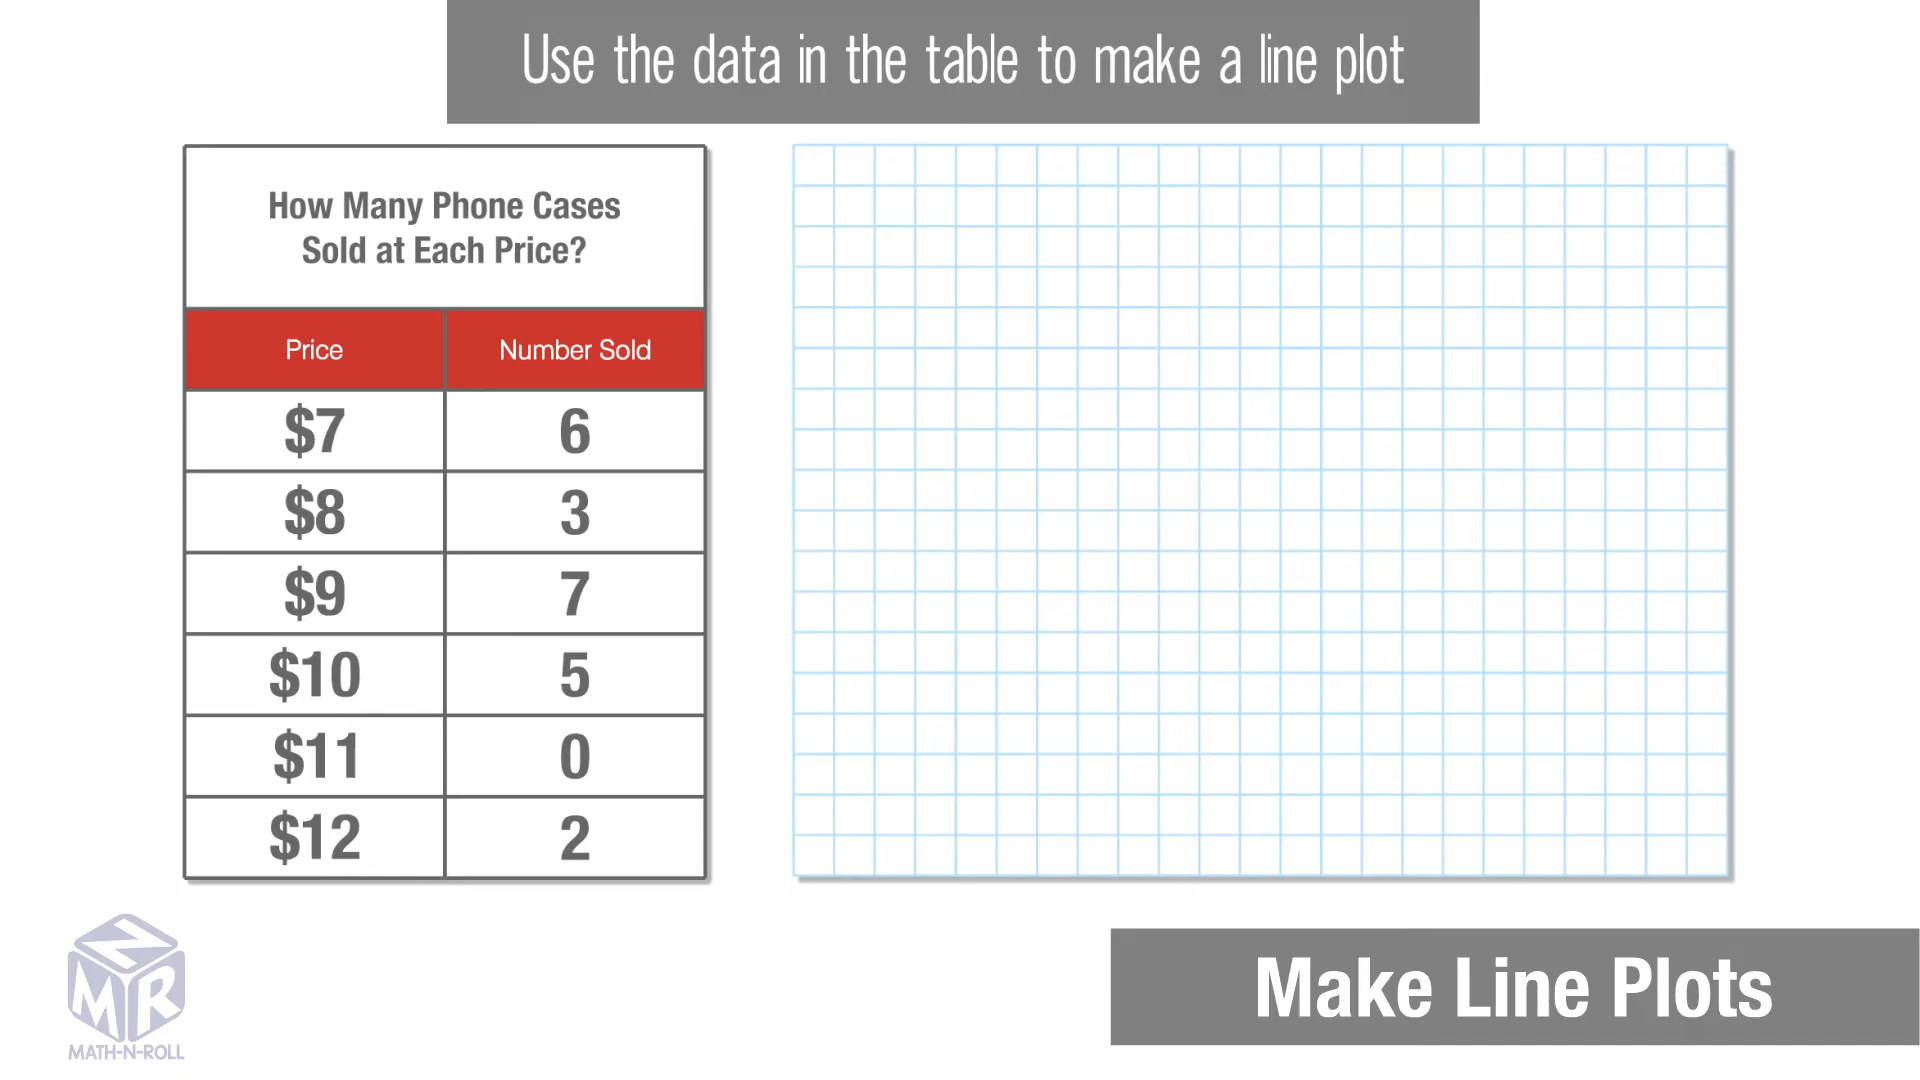 Use the data in the table to make a line plot
How Many Phone Cases
Sold at Each Price?
Price Number Sold
$7 6
$8 3
$9 7
$10 5
$11 0
$12 2
MNR
MATH-N-ROLL
Make Line Plots